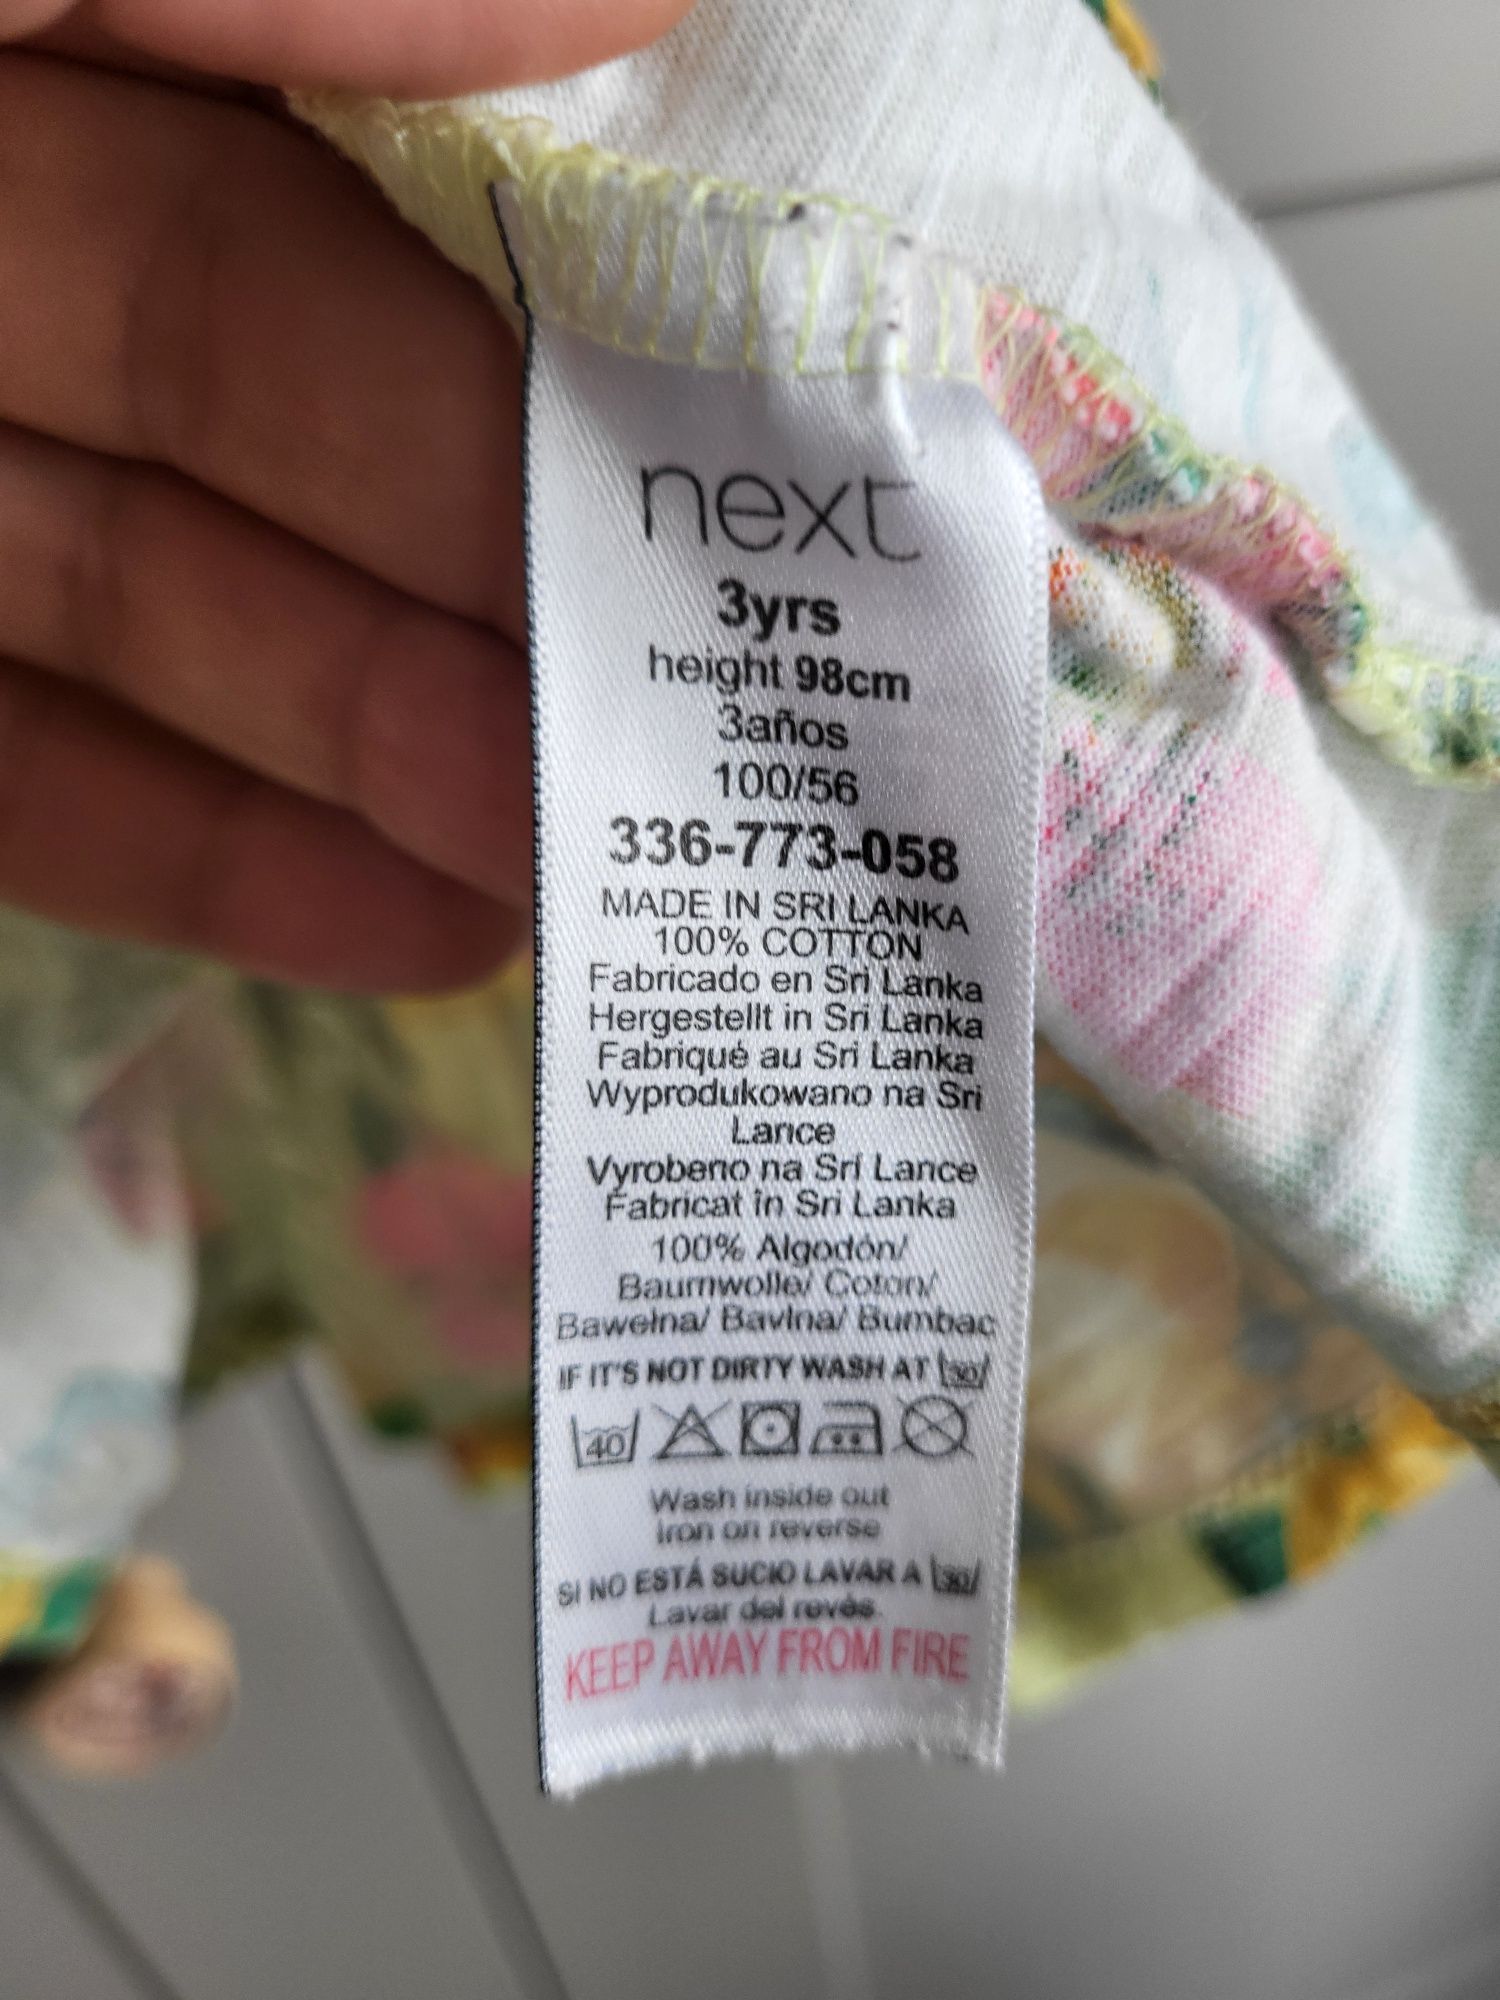 next
3yrs
height 98cm
3años
100/56
336-773-058
MADE IN SRI LANKA
100% COTTON
Fabricado en Sri Lanka
Hergestellt in Sri Lanka
Fabriqué au Sri Lanka
Wyprodukowano na Sri
Lance
Vyrobeno na Srí Lance
Fabricat în Sri Lanka
100% Algodón/
Baumwolle/ Coton/
Bawełna/ Bavlna/ Bumbac
IF IT'S NOT DIRTY WASH AT 30
40
Wash inside out
Iron on reverse
SI NO ESTÁ SUCIO LAVAR A 30
Lavar del revés.
KEEP AWAY FROM FIRE